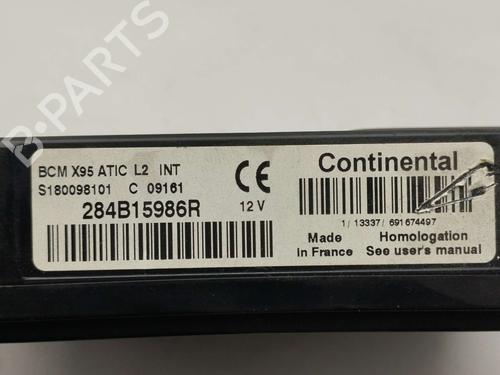 B-PARTS
BCM X95 ATIC L2 INT
S180098101 C 09161
284B15986R 12 V
CE
Continental
1/ 13337/ 691674497
Made in France
Homologation
See user's manual